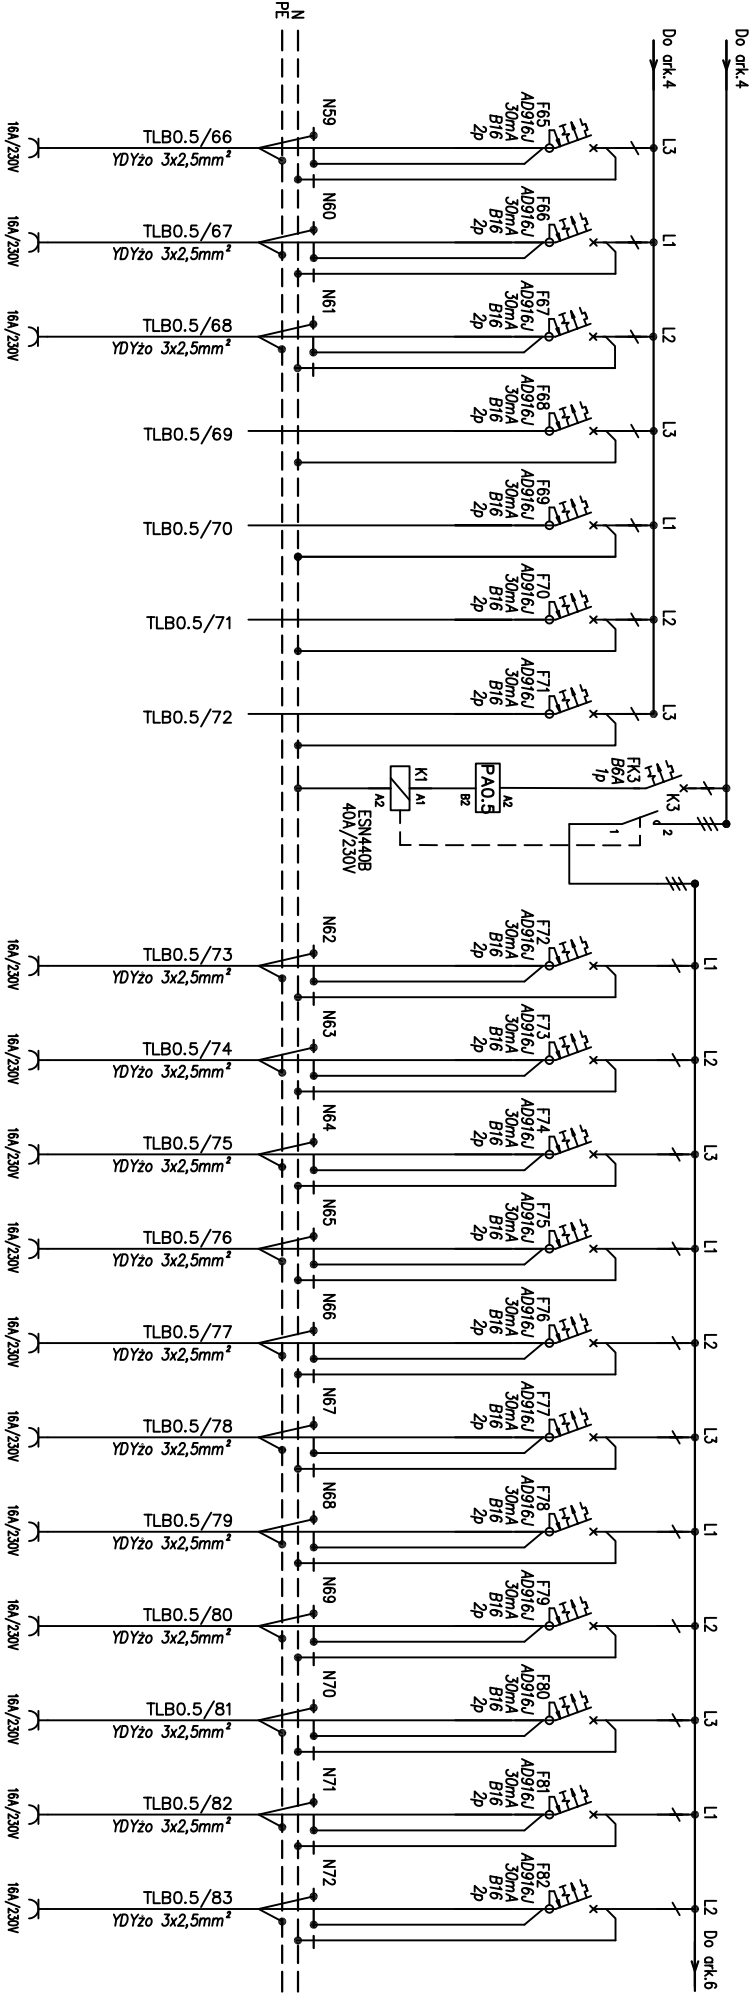 Do ark.4
Do ark.4
N
PE
L3
F65
AD916J
30mA
B16
2p
N59
TLB0.5/66
YDYżo 3x2,5mm²
16A/230V
L1
F66
AD916J
30mA
B16
2p
N60
TLB0.5/67
YDYżo 3x2,5mm²
16A/230V
L2
F67
AD916J
30mA
B16
2p
N61
TLB0.5/68
YDYżo 3x2,5mm²
16A/230V
L3
F68
AD916J
30mA
B16
2p
TLB0.5/69
L1
F69
AD916J
30mA
B16
2p
TLB0.5/70
L2
F70
AD916J
30mA
B16
2p
TLB0.5/71
L3
F71
AD916J
30mA
B16
2p
TLB0.5/72
FK3
B6A
1p
K3
2
1
A2
PA0.5
B2
K1
A1
A2
ESN440B
40A/230V
L1
F72
AD916J
30mA
B16
2p
N62
TLB0.5/73
YDYżo 3x2,5mm²
16A/230V
L2
F73
AD916J
30mA
B16
2p
N63
TLB0.5/74
YDYżo 3x2,5mm²
16A/230V
L3
F74
AD916J
30mA
B16
2p
N64
TLB0.5/75
YDYżo 3x2,5mm²
16A/230V
L1
F75
AD916J
30mA
B16
2p
N65
TLB0.5/76
YDYżo 3x2,5mm²
16A/230V
L2
F76
AD916J
30mA
B16
2p
N66
TLB0.5/77
YDYżo 3x2,5mm²
16A/230V
L3
F77
AD916J
30mA
B16
2p
N67
TLB0.5/78
YDYżo 3x2,5mm²
16A/230V
L1
F78
AD916J
30mA
B16
2p
N68
TLB0.5/79
YDYżo 3x2,5mm²
16A/230V
L2
F79
AD916J
30mA
B16
2p
N69
TLB0.5/80
YDYżo 3x2,5mm²
16A/230V
L3
F80
AD916J
30mA
B16
2p
N70
TLB0.5/81
YDYżo 3x2,5mm²
16A/230V
L1
F81
AD916J
30mA
B16
2p
N71
TLB0.5/82
YDYżo 3x2,5mm²
16A/230V
L2
F82
AD916J
30mA
B16
2p
N72
TLB0.5/83
YDYżo 3x2,5mm²
16A/230V
Do ark.6